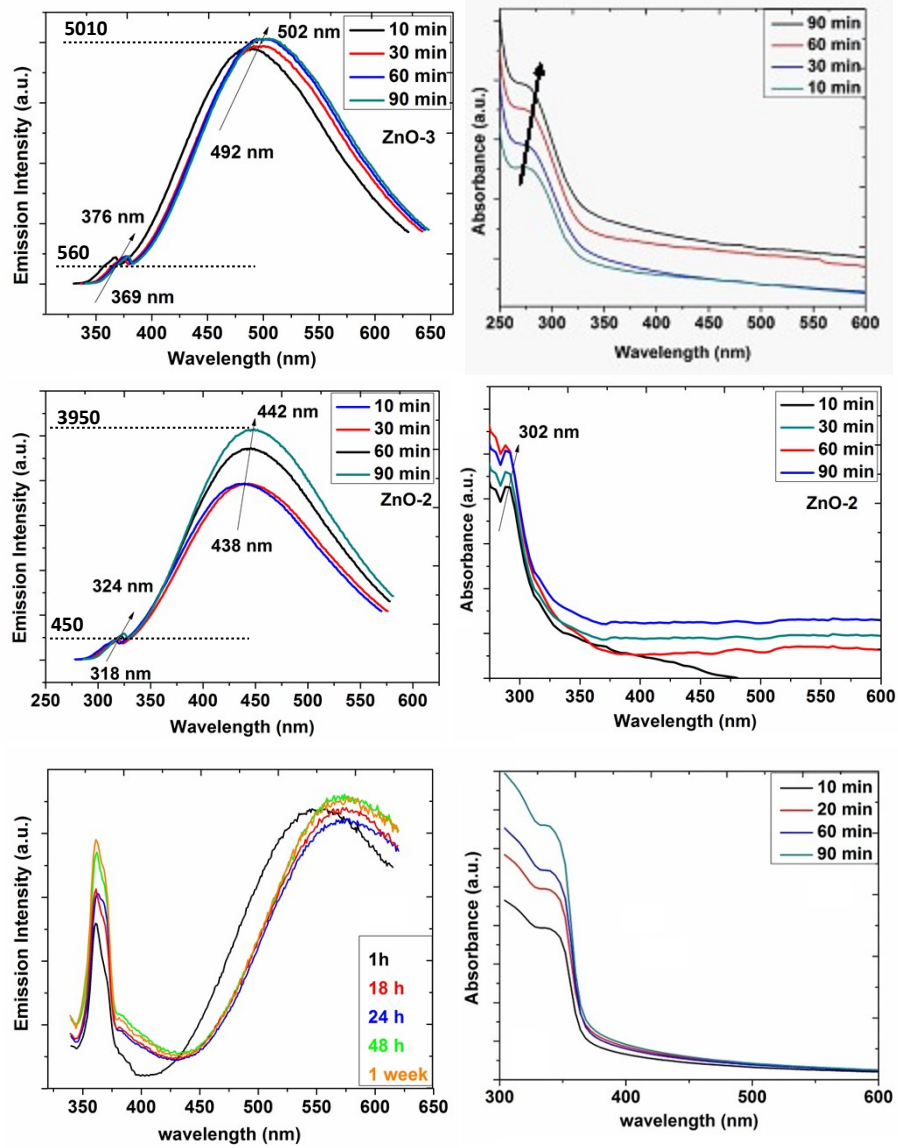 5010
502 nm
10 min
30 min
60 min
90 min
ZnO-3
492 nm
376 nm
560
369 nm
Emission Intensity (a.u.)
350 400 450 500 550 600 650
Wavelength (nm)
90 min
60 min
30 min
10 min
Absorbance (a.u.)
250 300 350 400 450 500 550 600
Wavelength (nm)
3950
442 nm
10 min
30 min
60 min
90 min
ZnO-2
438 nm
324 nm
450
318 nm
Emission Intensity (a.u.)
250 300 350 400 450 500 550 600
Wavelength (nm)
302 nm
10 min
30 min
60 min
90 min
ZnO-2
Absorbance (a.u.)
300 350 400 450 500 550 600
Wavelength (nm)
1h
18 h
24 h
48 h
1 week
Emission Intensity (a.u.)
350 400 450 500 550 600 650
wavelength (nm)
10 min
20 min
60 min
90 min
Absorbance (a.u.)
300 350 400 500 600
wavelength (nm)